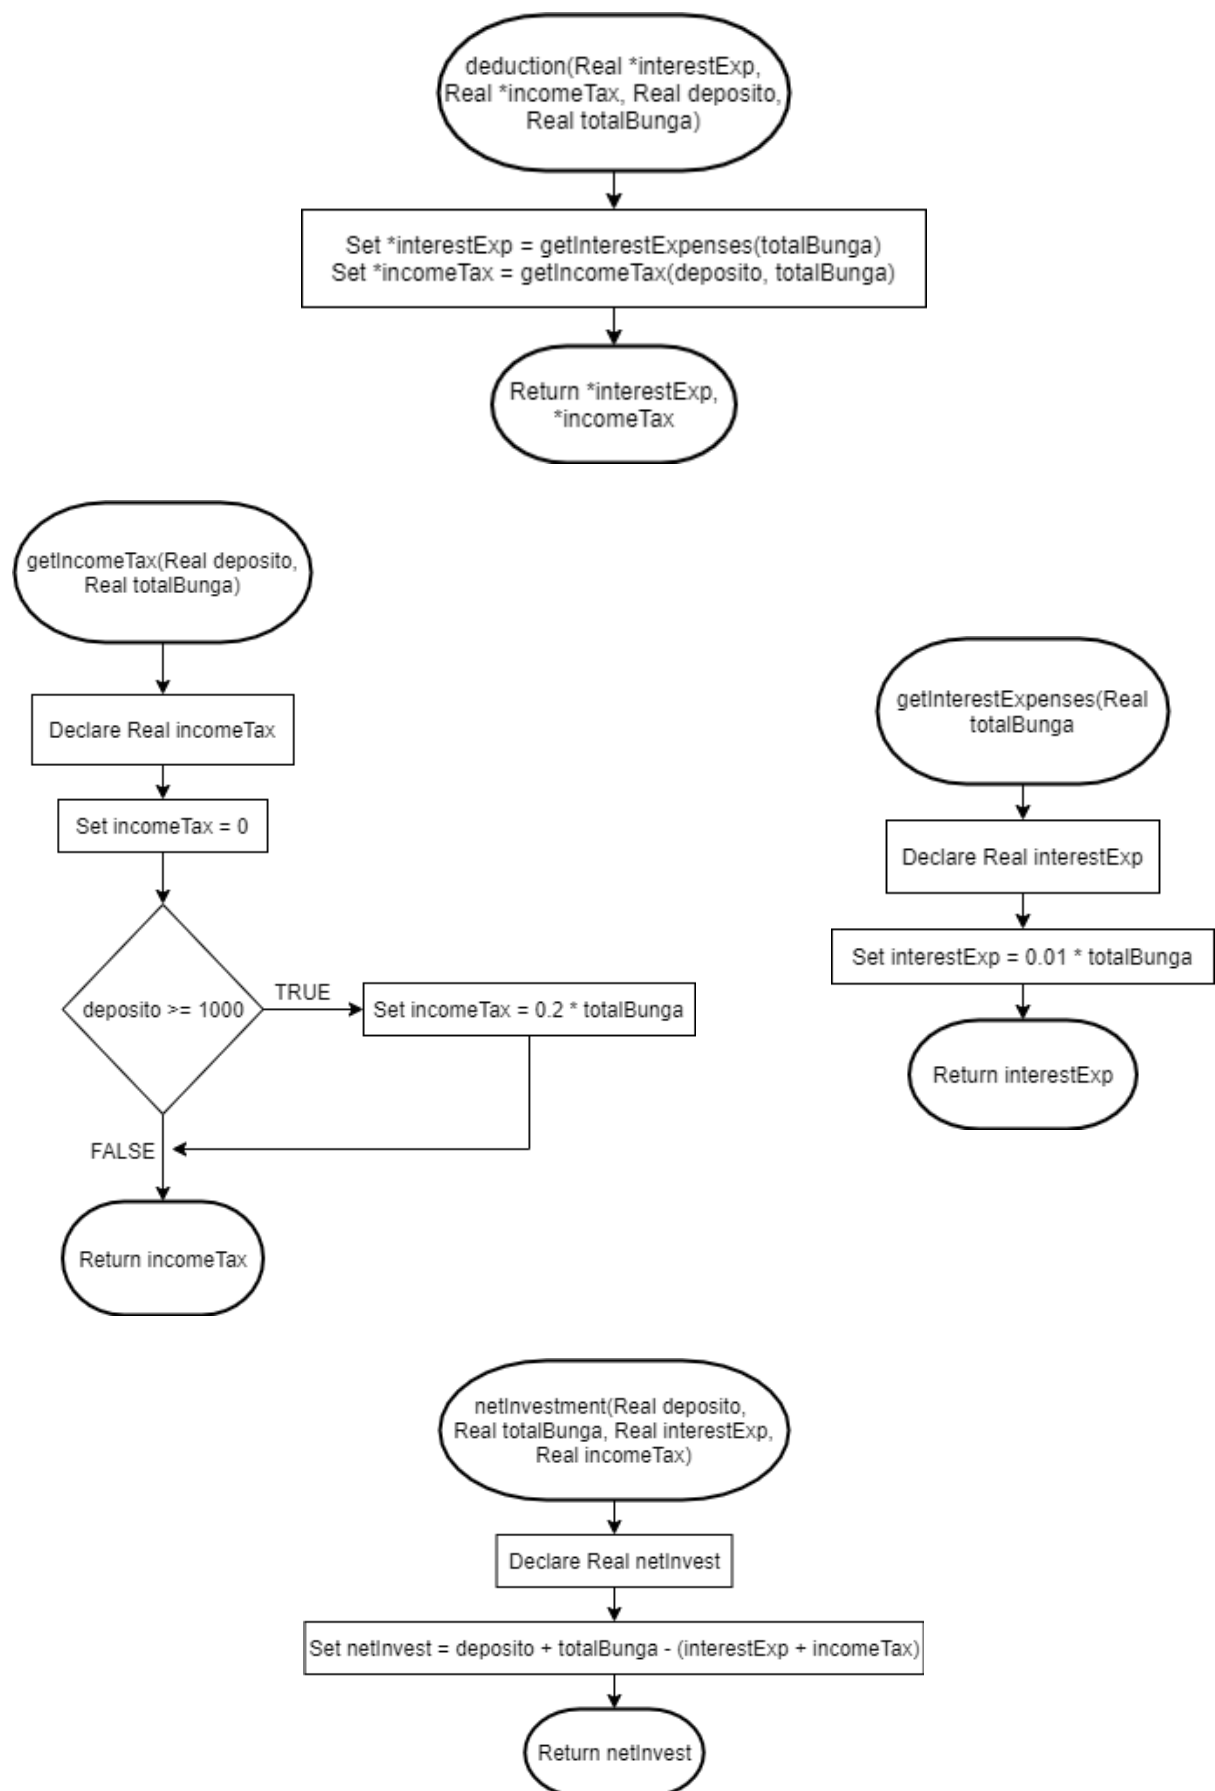 deduction(Real *interestExp,
Real *incomeTax, Real deposito,
Real totalBunga)
Set *interestExp = getInterestExpenses(totalBunga)
Set *incomeTax = getIncomeTax(deposito, totalBunga)
Return *interestExp,
*incomeTax
getIncomeTax(Real deposito,
Real totalBunga)
Declare Real incomeTax
Set incomeTax = 0
deposito >= 1000
TRUE
Set incomeTax = 0.2 * totalBunga
FALSE
Return incomeTax
getInterestExpenses(Real
totalBunga
Declare Real interestExp
Set interestExp = 0.01 * totalBunga
Return interestExp
netInvestment(Real deposito,
Real totalBunga, Real interestExp,
Real incomeTax)
Declare Real netInvest
Set netInvest = deposito + totalBunga - (interestExp + incomeTax)
Return netInvest